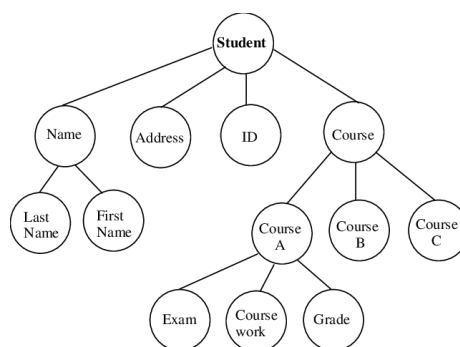 Student
Name
Address
ID
Course
Last
Name
First
Name
Course
A
Course
B
Course
C
Exam
Course
work
Grade